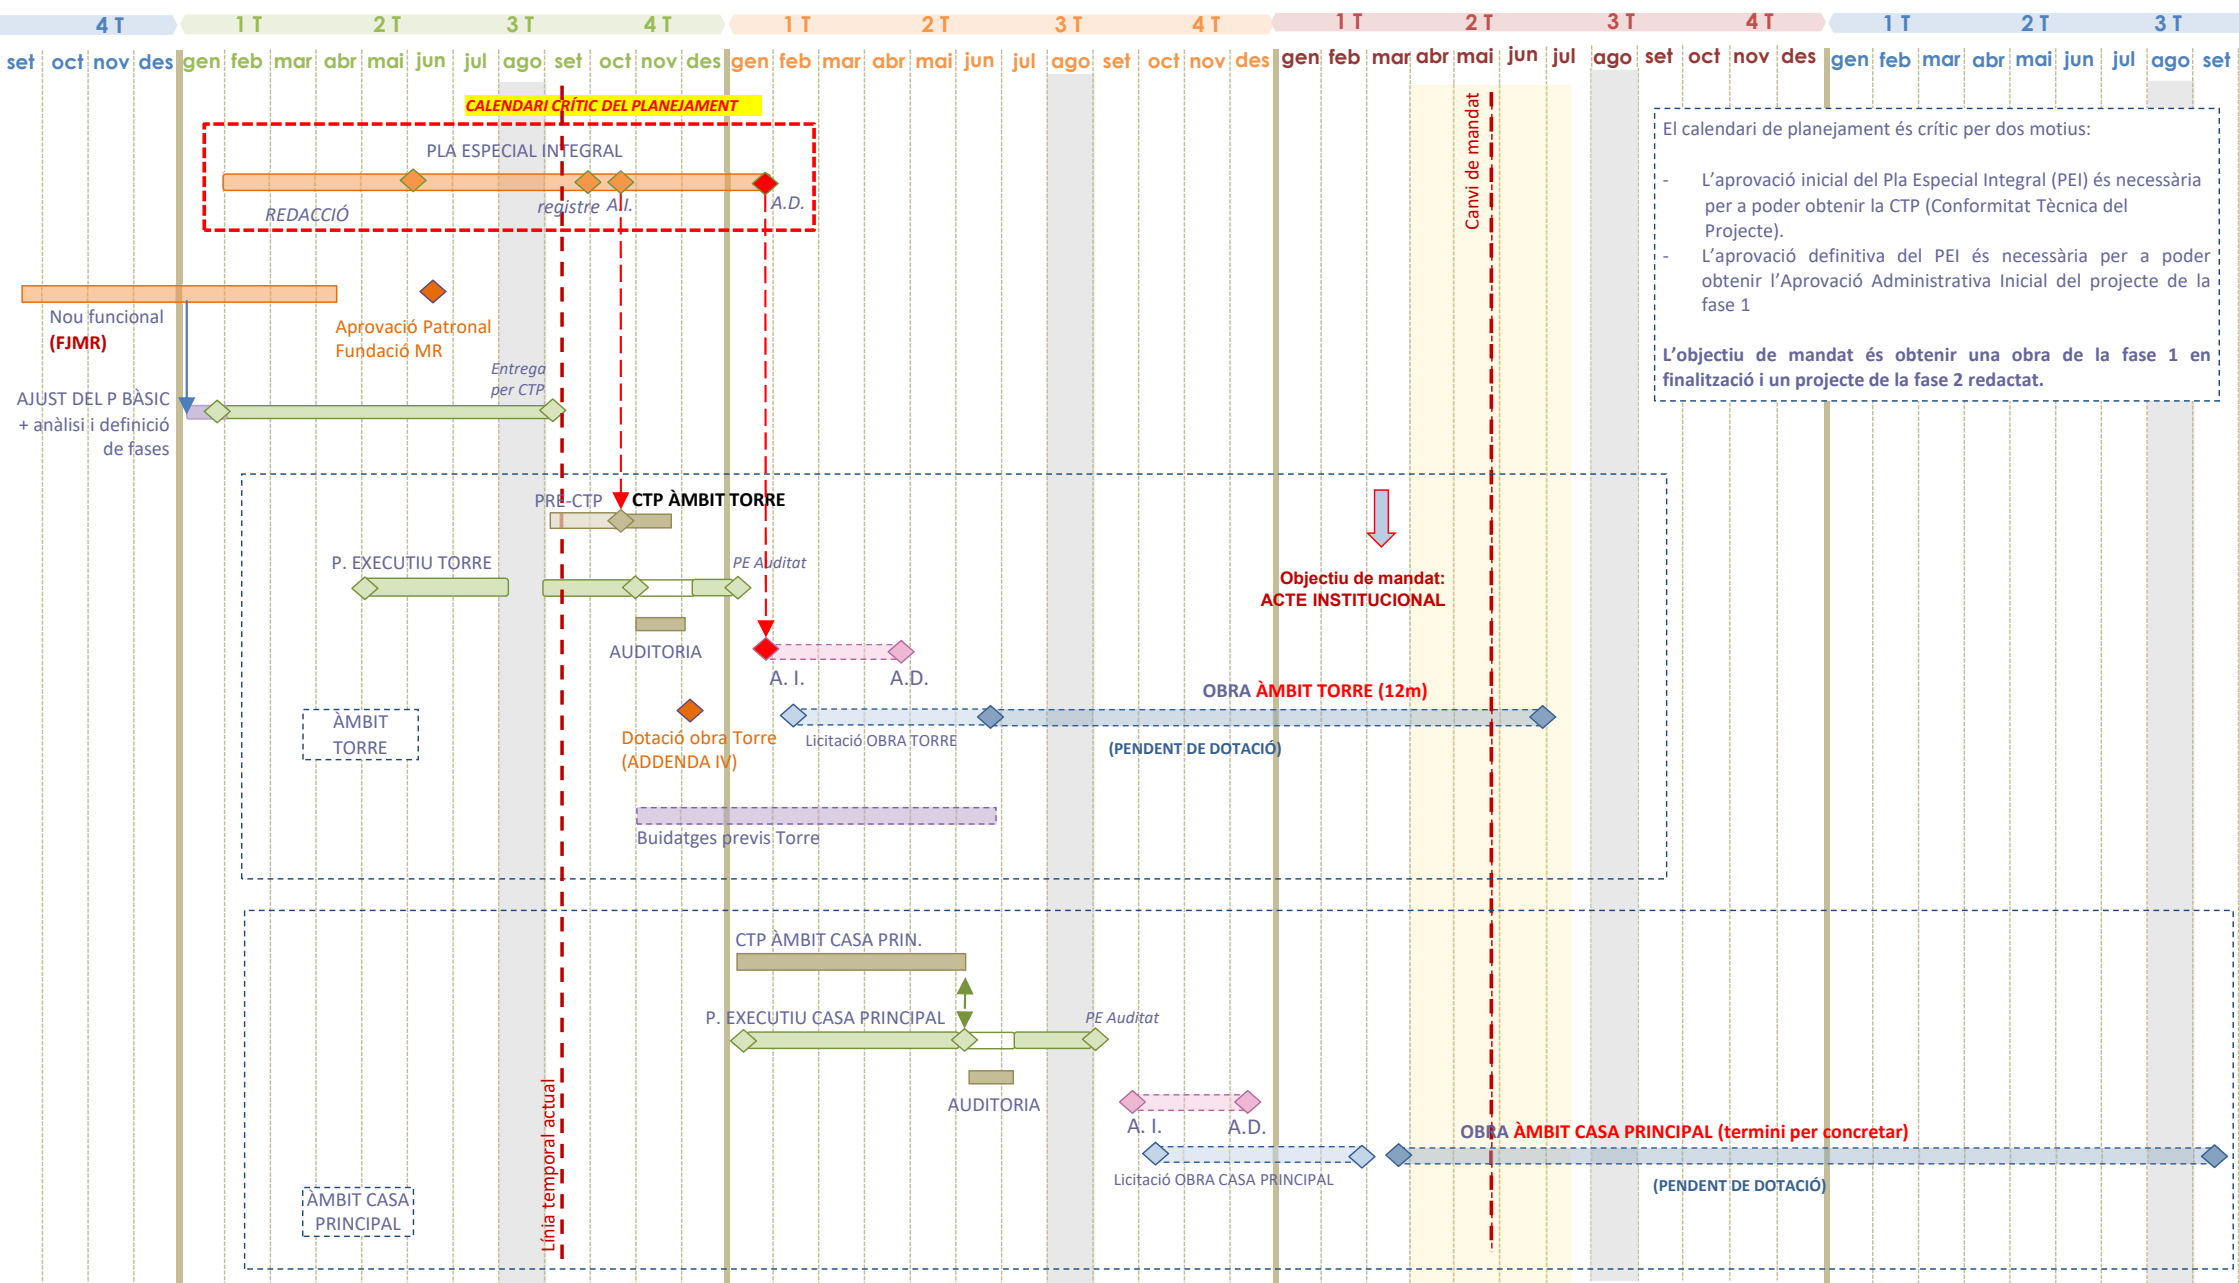 4 T 1 T 2 T 3 T 4 T 1 T 2 T 3 T 4 T 1 T 2 T 3 T 4 T 1 T 2 T 3 T
set oct nov des gen feb mar abr mai jun jul ago set oct nov des gen feb mar abr mai jun jul ago set oct nov des gen feb mar abr mai jun jul ago set oct nov des gen feb mar abr mai jun jul ago set
CALENDARI CRÍTIC DEL PLANEJAMENT
PLA ESPECIAL INTEGRAL
REDACCIÓ
registre A.I.
A.D.
Canvi de mandat
El calendari de planejament és crític per dos motius:
- L'aprovació inicial del Pla Especial Integral (PEI) és necessària
per a poder obtenir la CTP (Conformitat Tècnica del
Projecte).
- L'aprovació definitiva del PEI és necessària per a poder
obtenir l'Aprovació Administrativa Inicial del projecte de la
fase 1
L'objectiu de mandat és obtenir una obra de la fase 1 en
finalització i un projecte de la fase 2 redactat.
Nou funcional
(FJMR)
Aprovació Patronal
Fundació MR
Entrega
per CTP
AJUST DEL P BÀSIC
+ anàlisi i definició
de fases
PRE-CTP
CTP ÀMBIT TORRE
P. EXECUTIU TORRE
PE Auditat
Objectiu de mandat:
ACTE INSTITUCIONAL
AUDITORIA
A. I.
A.D.
OBRA ÀMBIT TORRE (12m)
ÀMBIT
TORRE
Dotació obra Torre
(ADDENDA IV)
Licitació OBRA TORRE
(PENDENT DE DOTACIÓ)
Buidatges previs Torre
CTP ÀMBIT CASA PRIN.
P. EXECUTIU CASA PRINCIPAL
PE Auditat
AUDITORIA
Línia temporal actual
A. I.
A.D.
OBRA ÀMBIT CASA PRINCIPAL (termini per concretar)
Licitació OBRA CASA PRINCIPAL
(PENDENT DE DOTACIÓ)
ÀMBIT CASA
PRINCIPAL